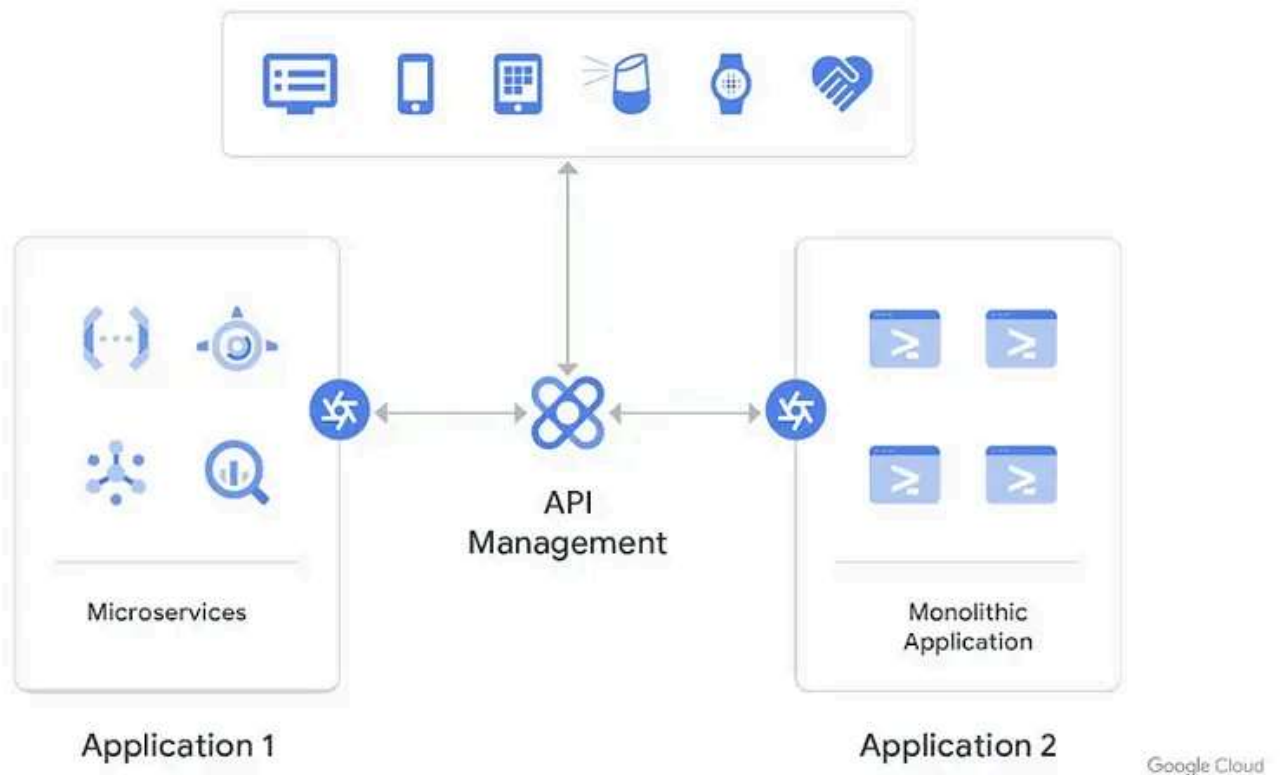 API
Management
Microservices
Monolithic
Application
Application 1
Application 2
Google Cloud